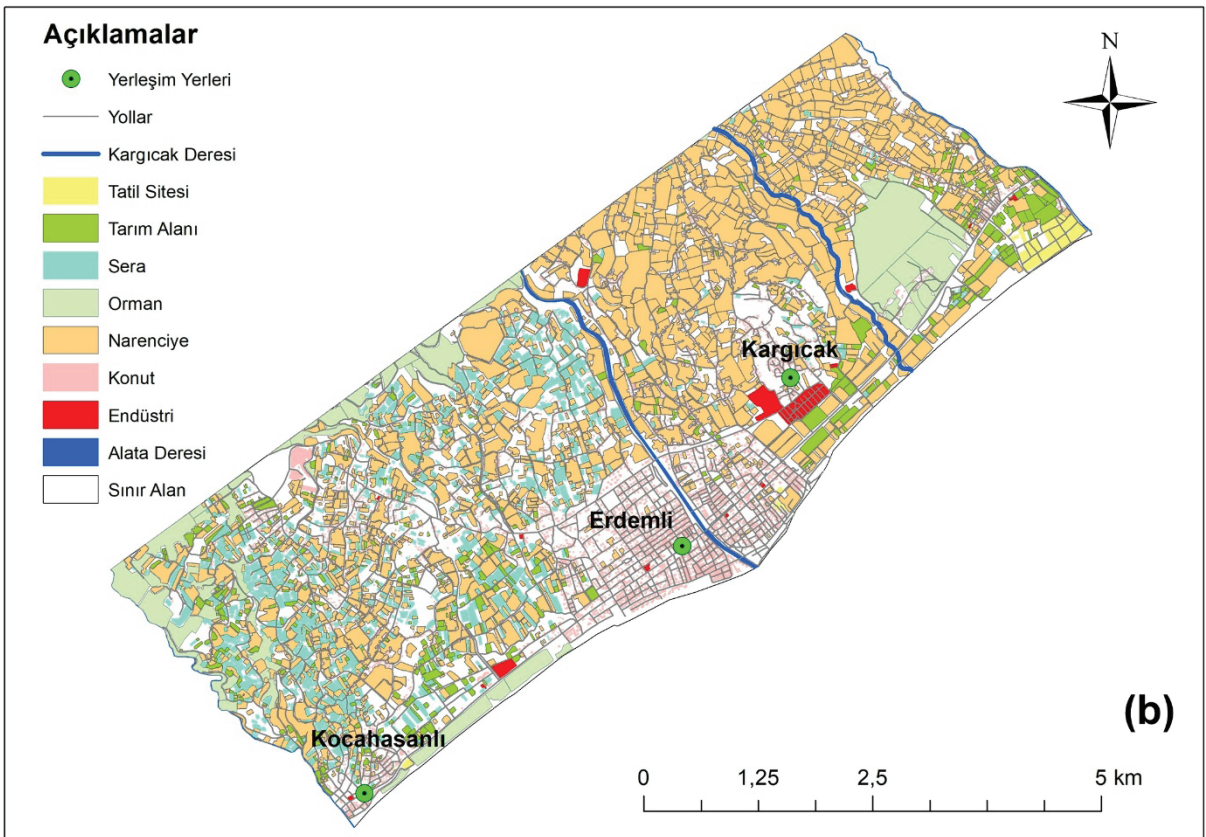 Açıklamalar
Yerleşim Yerleri
Yollar
Kargıcak Deresi
Tatil Sitesi
Tarım Alanı
Sera
Orman
Narenciye
Konut
Endüstri
Alata Deresi
Sınır Alan
N
Kargıcak
Erdemli
Kocahasanlı
(b)
0 1,25 2,5 5 km